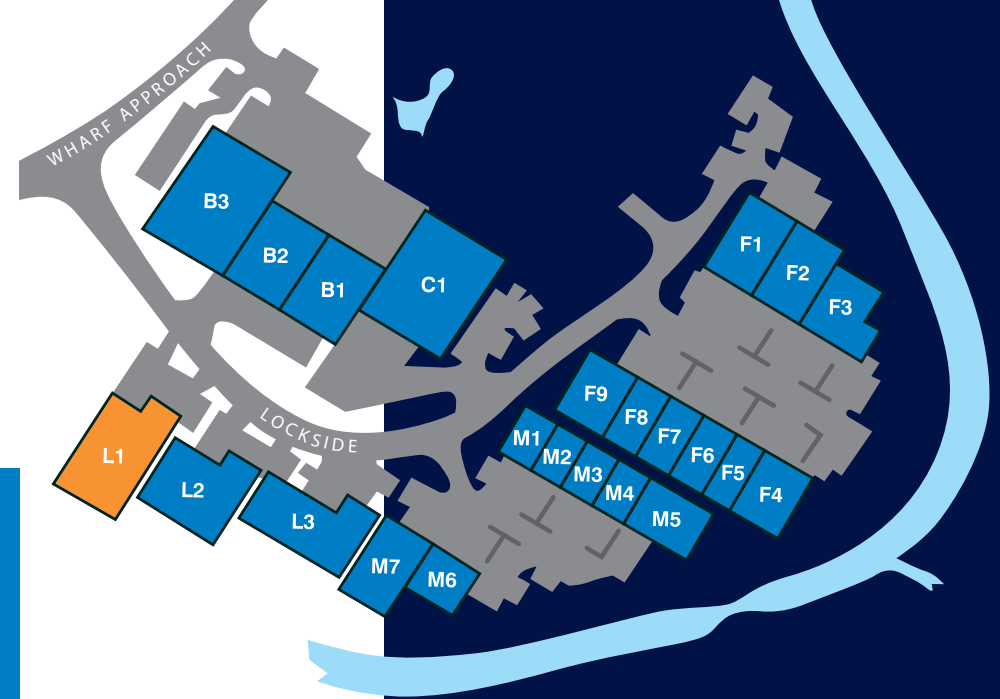 WHARF APPROACH
B3
B2
B1
C1
F1
F2
F3
LOCKSIDE
F9
F8
F7
F6
F5
F4
M1
M2
M3
M4
M5
L1
L2
L3
M7
M6